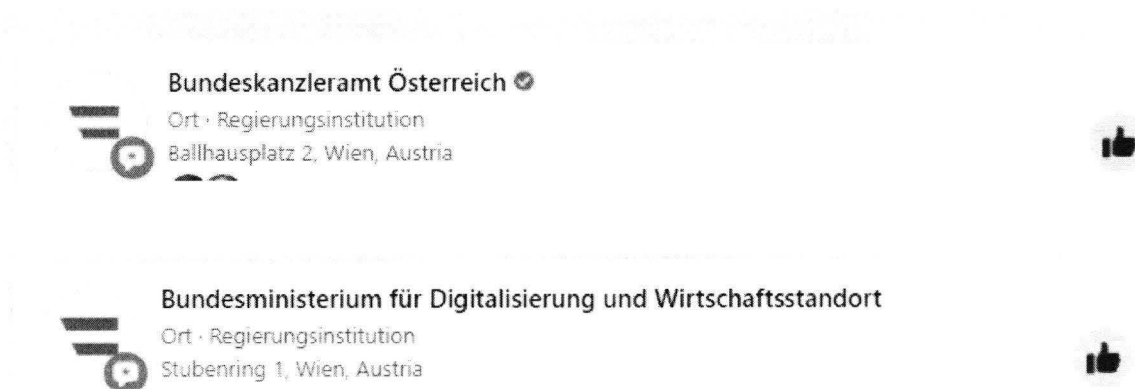 Bundeskanzleramt Österreich
Ort · Regierungsinstitution
Ballhausplatz 2, Wien, Austria
Bundesministerium für Digitalisierung und Wirtschaftsstandort
Ort · Regierungsinstitution
Stubenring 1, Wien, Austria